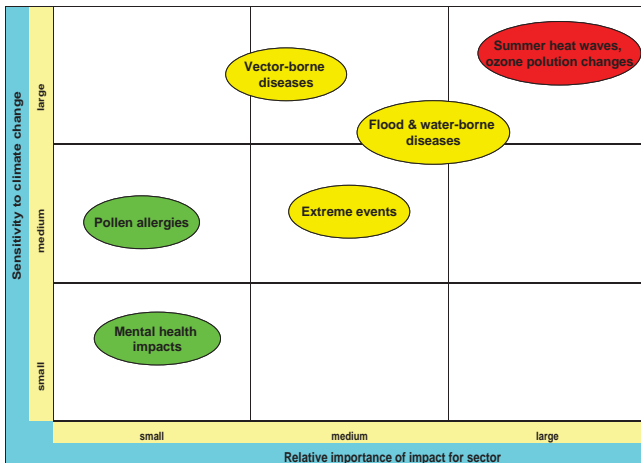 Sensitivity to climate change
large
medium
small
Summer heat waves,
ozone polution changes
Vector-borne
diseases
Flood & water-borne
diseases
Pollen allergies
Extreme events
Mental health
impacts
small
medium
large
Relative importance of impact for sector